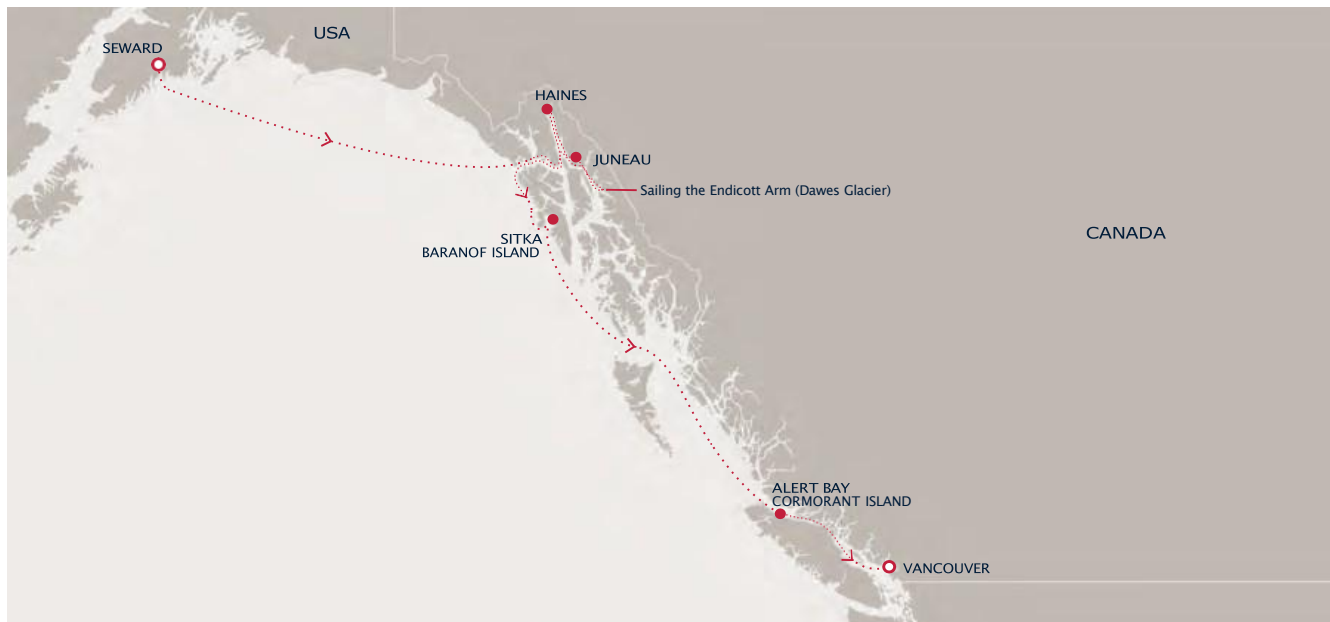 USA
SEWARD
HAINES
JUNEAU
Sailing the Endicott Arm (Dawes Glacier)
CANADA
SITKA
BARANOF ISLAND
ALERT BAY
CORMORANT ISLAND
VANCOUVER